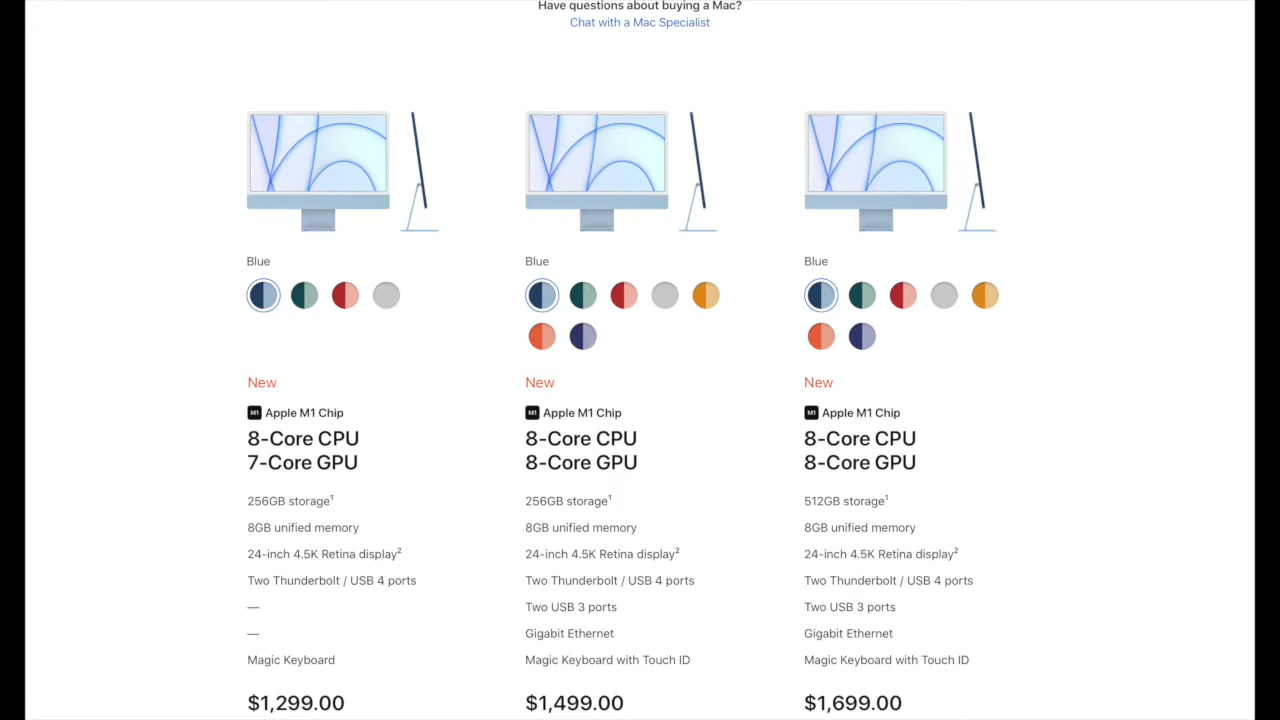 Have questions about buying a Mac?
Chat with a Mac Specialist
Blue
New
M1 Apple M1 Chip
8-Core CPU
7-Core GPU
256GB storage¹
8GB unified memory
24-inch 4.5K Retina display²
Two Thunderbolt / USB 4 ports
—
—
Magic Keyboard
$1,299.00
Blue
New
M1 Apple M1 Chip
8-Core CPU
8-Core GPU
256GB storage¹
8GB unified memory
24-inch 4.5K Retina display²
Two Thunderbolt / USB 4 ports
Two USB 3 ports
Gigabit Ethernet
Magic Keyboard with Touch ID
$1,499.00
Blue
New
M1 Apple M1 Chip
8-Core CPU
8-Core GPU
512GB storage¹
8GB unified memory
24-inch 4.5K Retina display²
Two Thunderbolt / USB 4 ports
Two USB 3 ports
Gigabit Ethernet
Magic Keyboard with Touch ID
$1,699.00